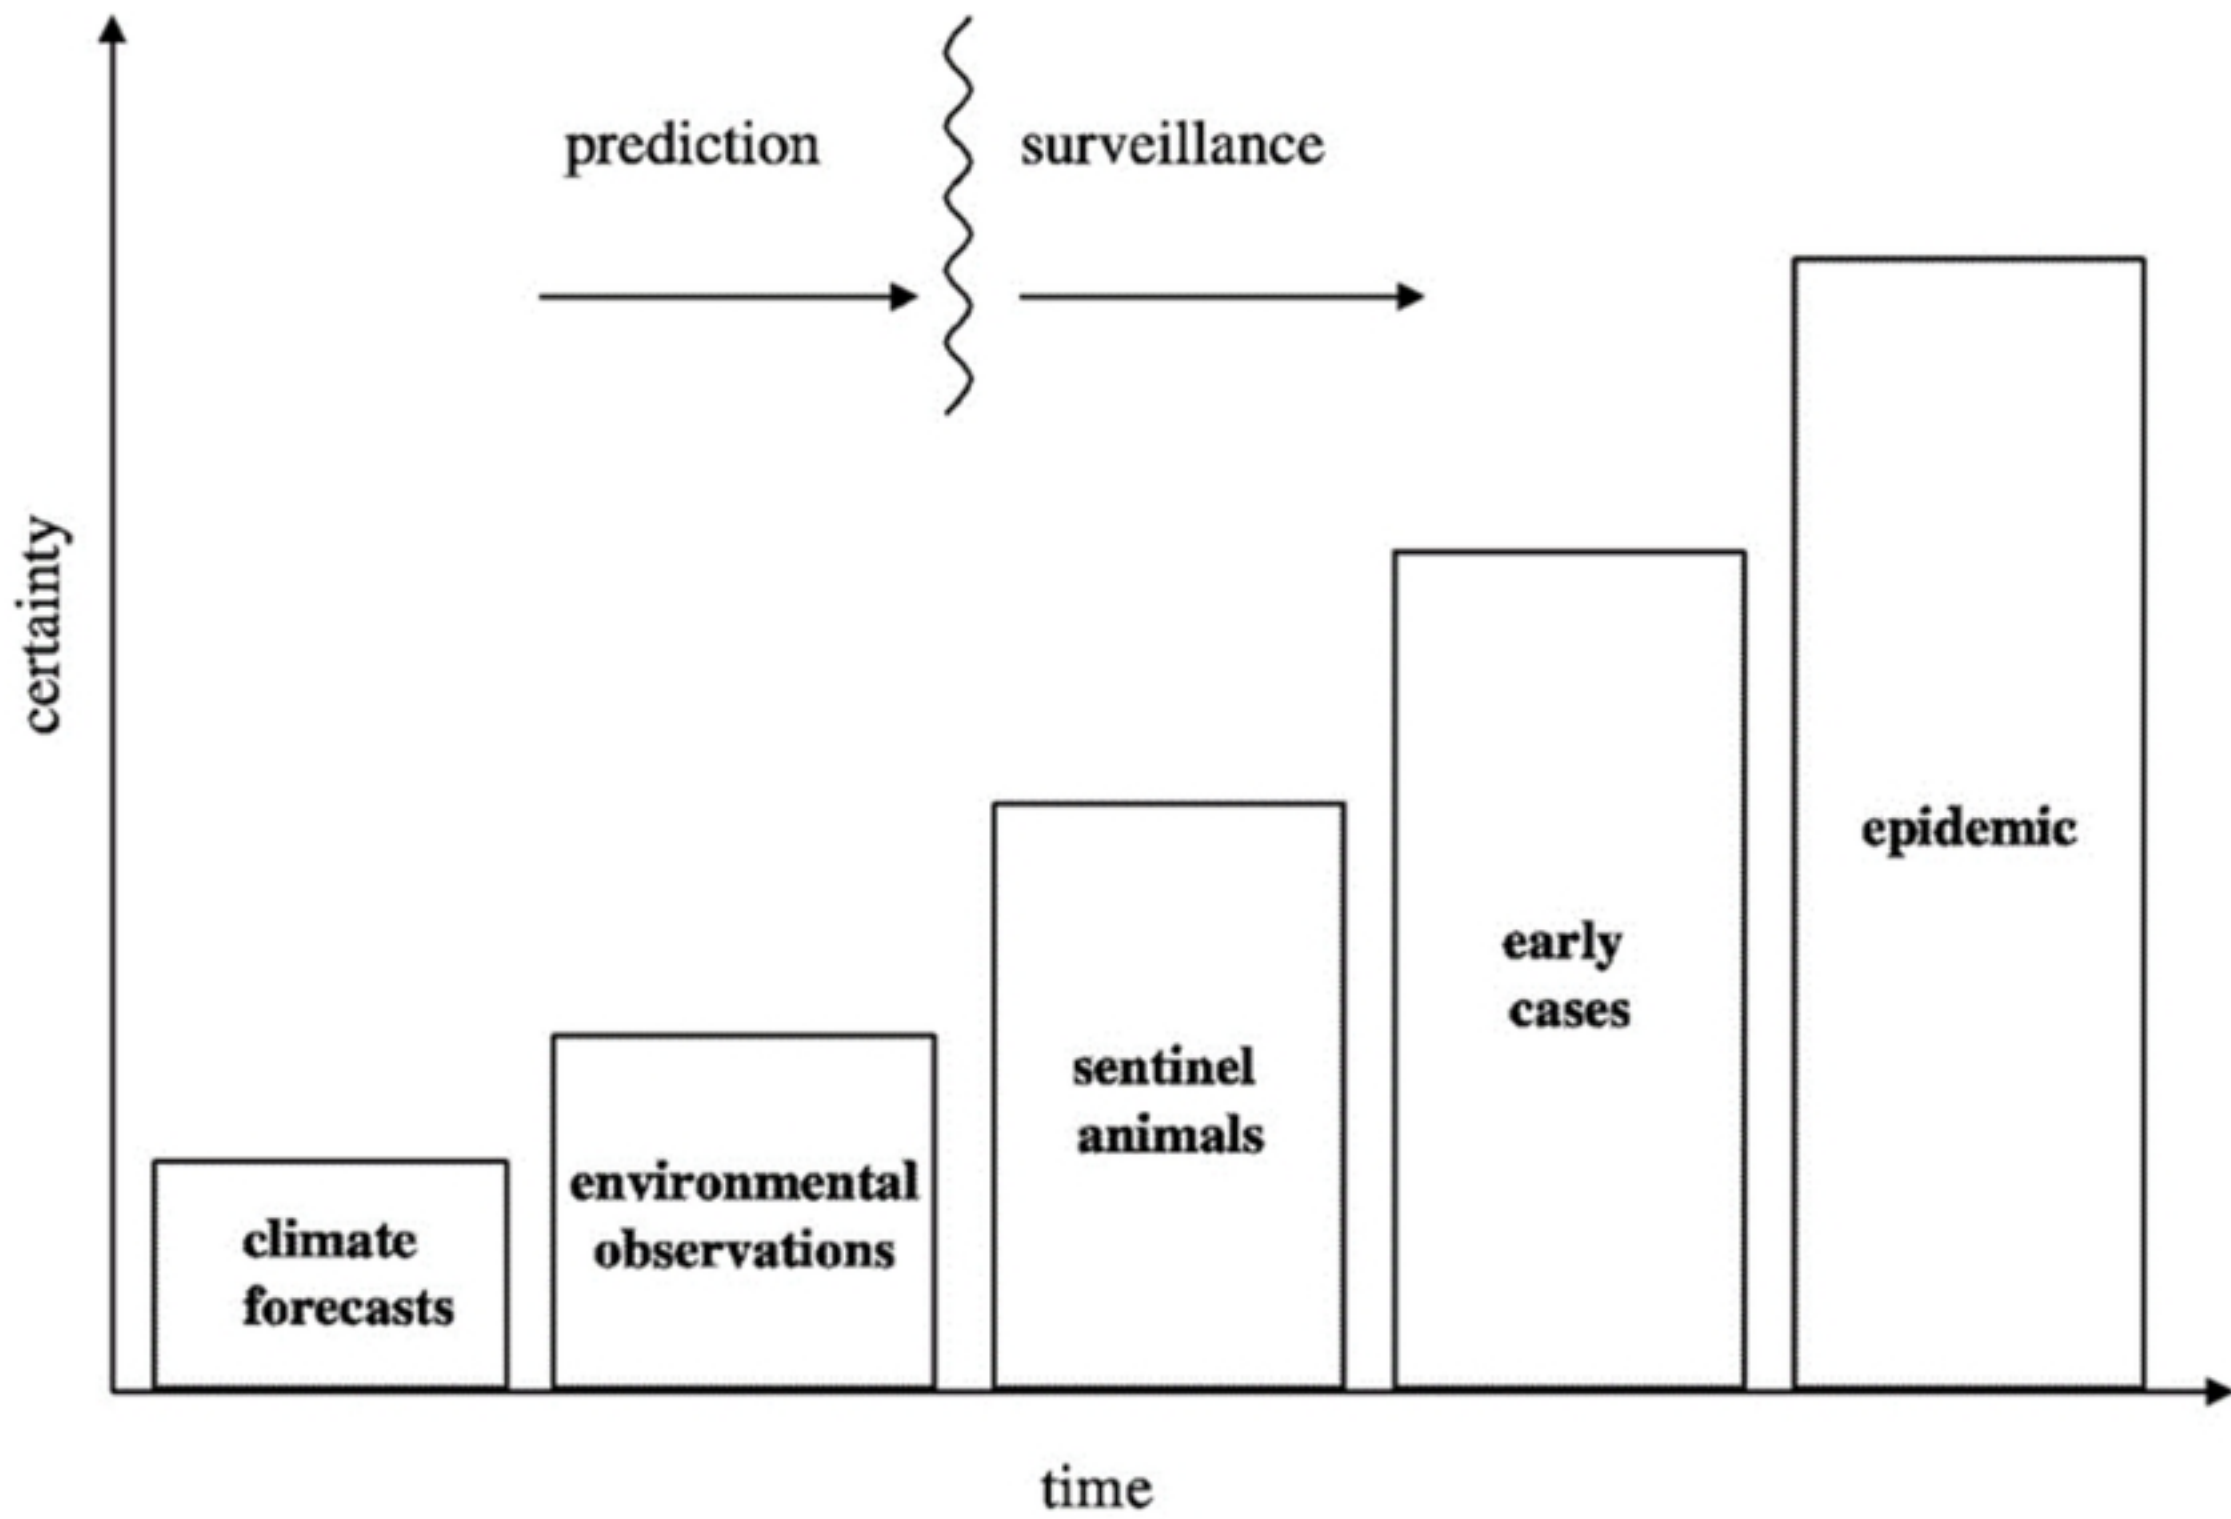 prediction
surveillance
certainty
epidemic
early
cases
sentinel
animals
environmental
observations
climate
forecasts
time